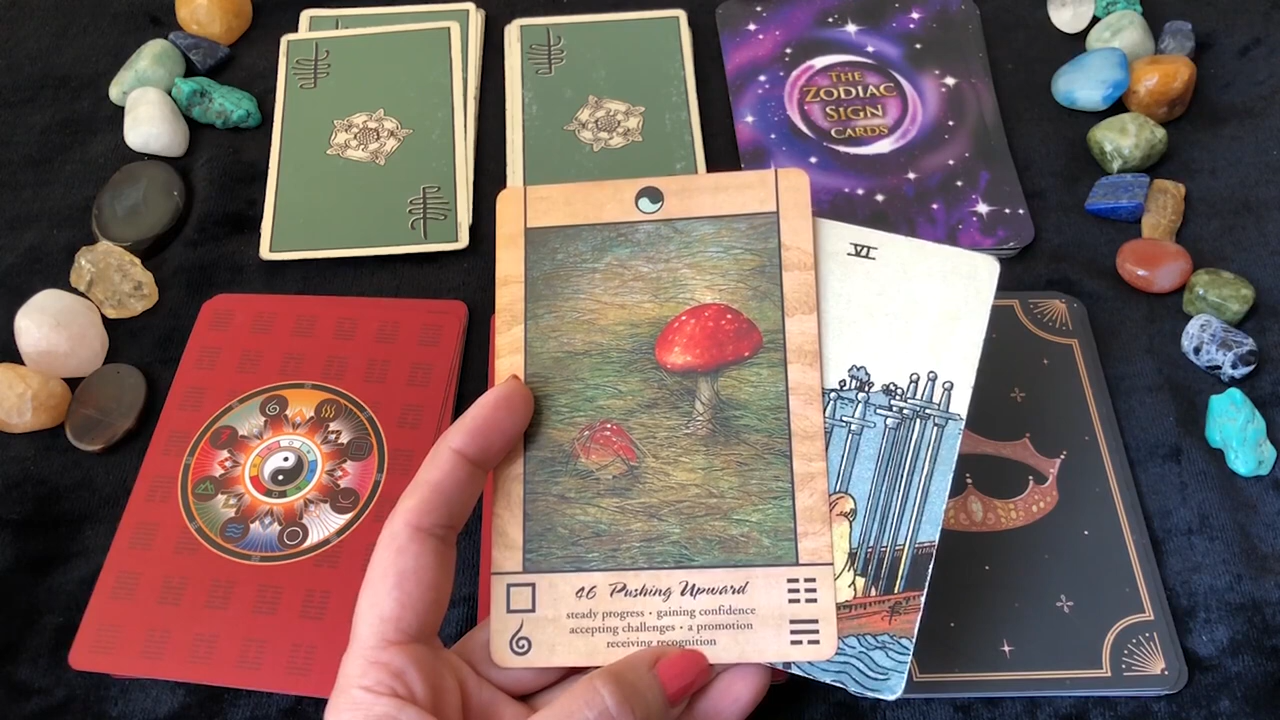 THE
ZODIAC
SIGN
CARDS
VI
46 Pushing Upward
steady progress • gaining confidence
accepting challenges • a promotion
receiving recognition